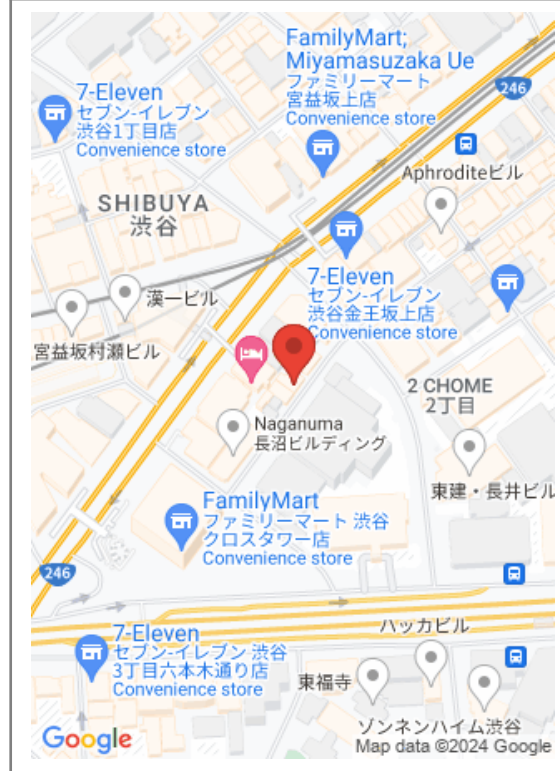 FamilyMart;
Miyamasuzaka Ue
ファミリーマート
宮益坂上店
Convenience store
246
7-Eleven
セブン-イレブン
渋谷1丁目店
Convenience store
Aphroditeビル
SHIBUYA
渋谷
7-Eleven
セブン-イレブン
渋谷金王坂上店
Convenience store
漢一ビル
宮益坂村瀬ビル
2 CHOME
2丁目
Naganuma
長沼ビルディング
東建・長井ビル
FamilyMart
ファミリーマート 渋谷
クロスタワー店
Convenience store
246
7-Eleven
セブン-イレブン 渋谷
3丁目六本木通り店
Convenience store
ハッカビル
東福寺
ゾンネンハイム渋谷
Google
Map data ©2024 Google